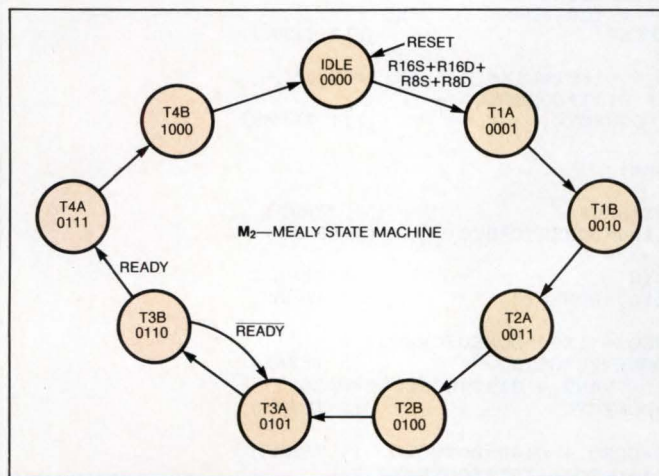 RESET
IDLE
0000
R16S+R16D+
R8S+R8D
T4B
1000
T1A
0001
T4A
0111
T1B
0010
M₂—MEALY STATE MACHINE
READY
T3B
0110
R̅E̅A̅D̅Y̅
T2A
0011
T3A
0101
T2B
0100